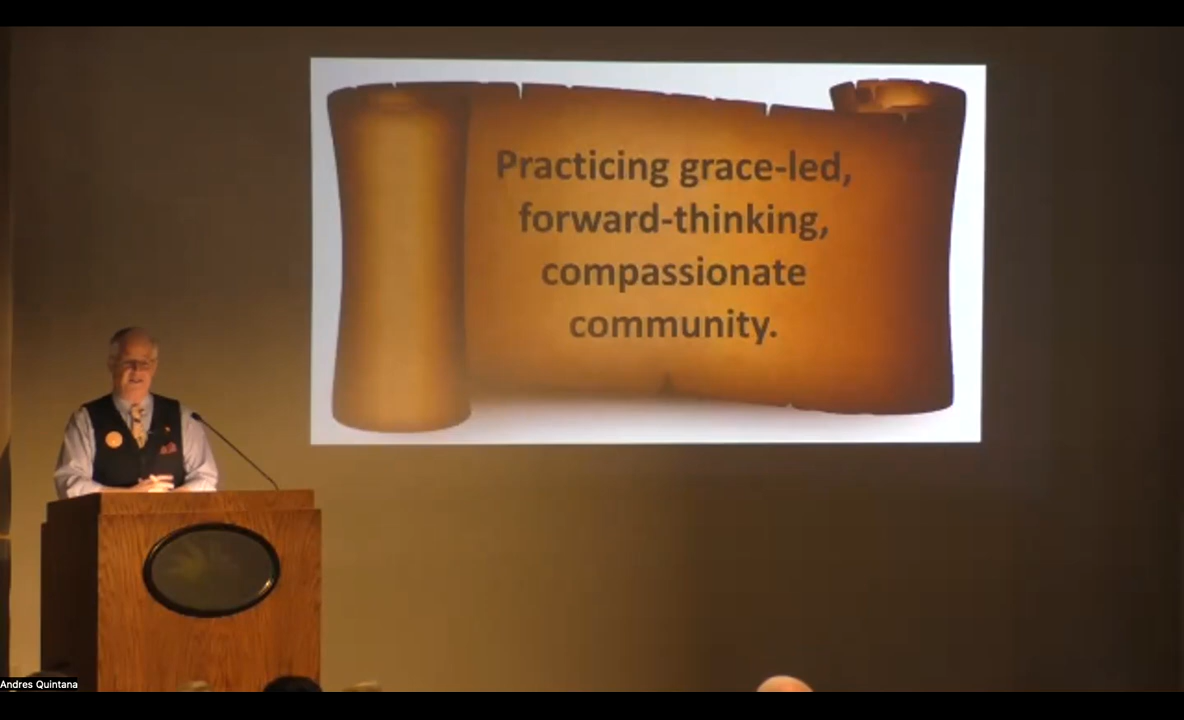 Practicing grace-led,
forward-thinking,
compassionate
community.
Andres Quintana